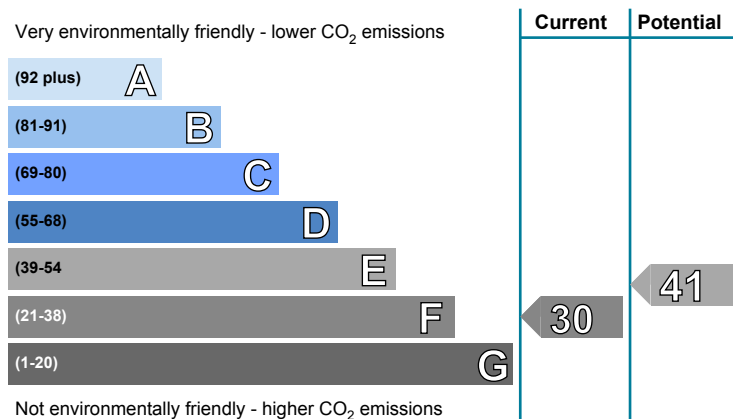 Very environmentally friendly - lower CO₂ emissions
Current
Potential
(92 plus) A
(81-91) B
(69-80) C
(55-68) D
(39-54 E
41
(21-38) F
30
(1-20) G
Not environmentally friendly - higher CO₂ emissions